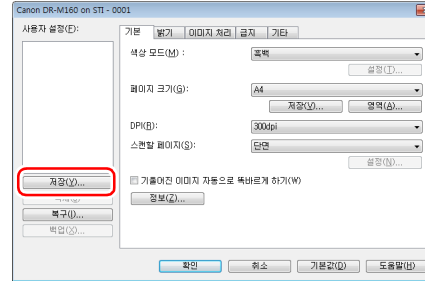 Canon DR-M160 on STI - 0001
사용자 설정(F):
기본 밝기 이미지 처리 급지 기타
색상 모드(M) : 흑백
설정(T)...
페이지 크기(G): A4
저장(V)... 영역(A)...
DPI(R): 300dpi
스캔할 페이지(S): 단면
설정(N)...
저장(Y)...
기울어진 이미지 자동으로 똑바르게 하기(W)
정보(Z)...
복구(I)...
백업(X)...
확인 취소 기본값(D) 도움말(H)